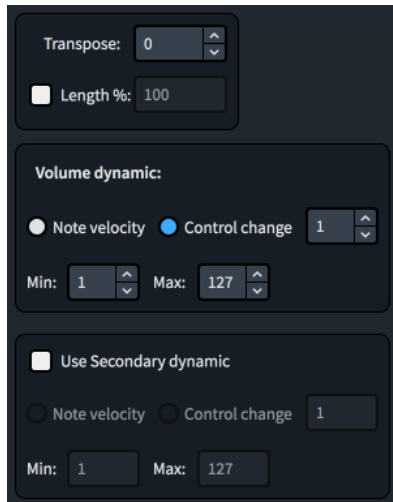 Transpose: 0
Length %: 100
Volume dynamic:
Note velocity Control change 1
Min: 1 Max: 127
Use Secondary dynamic
Note velocity Control change 1
Min: 1 Max: 127